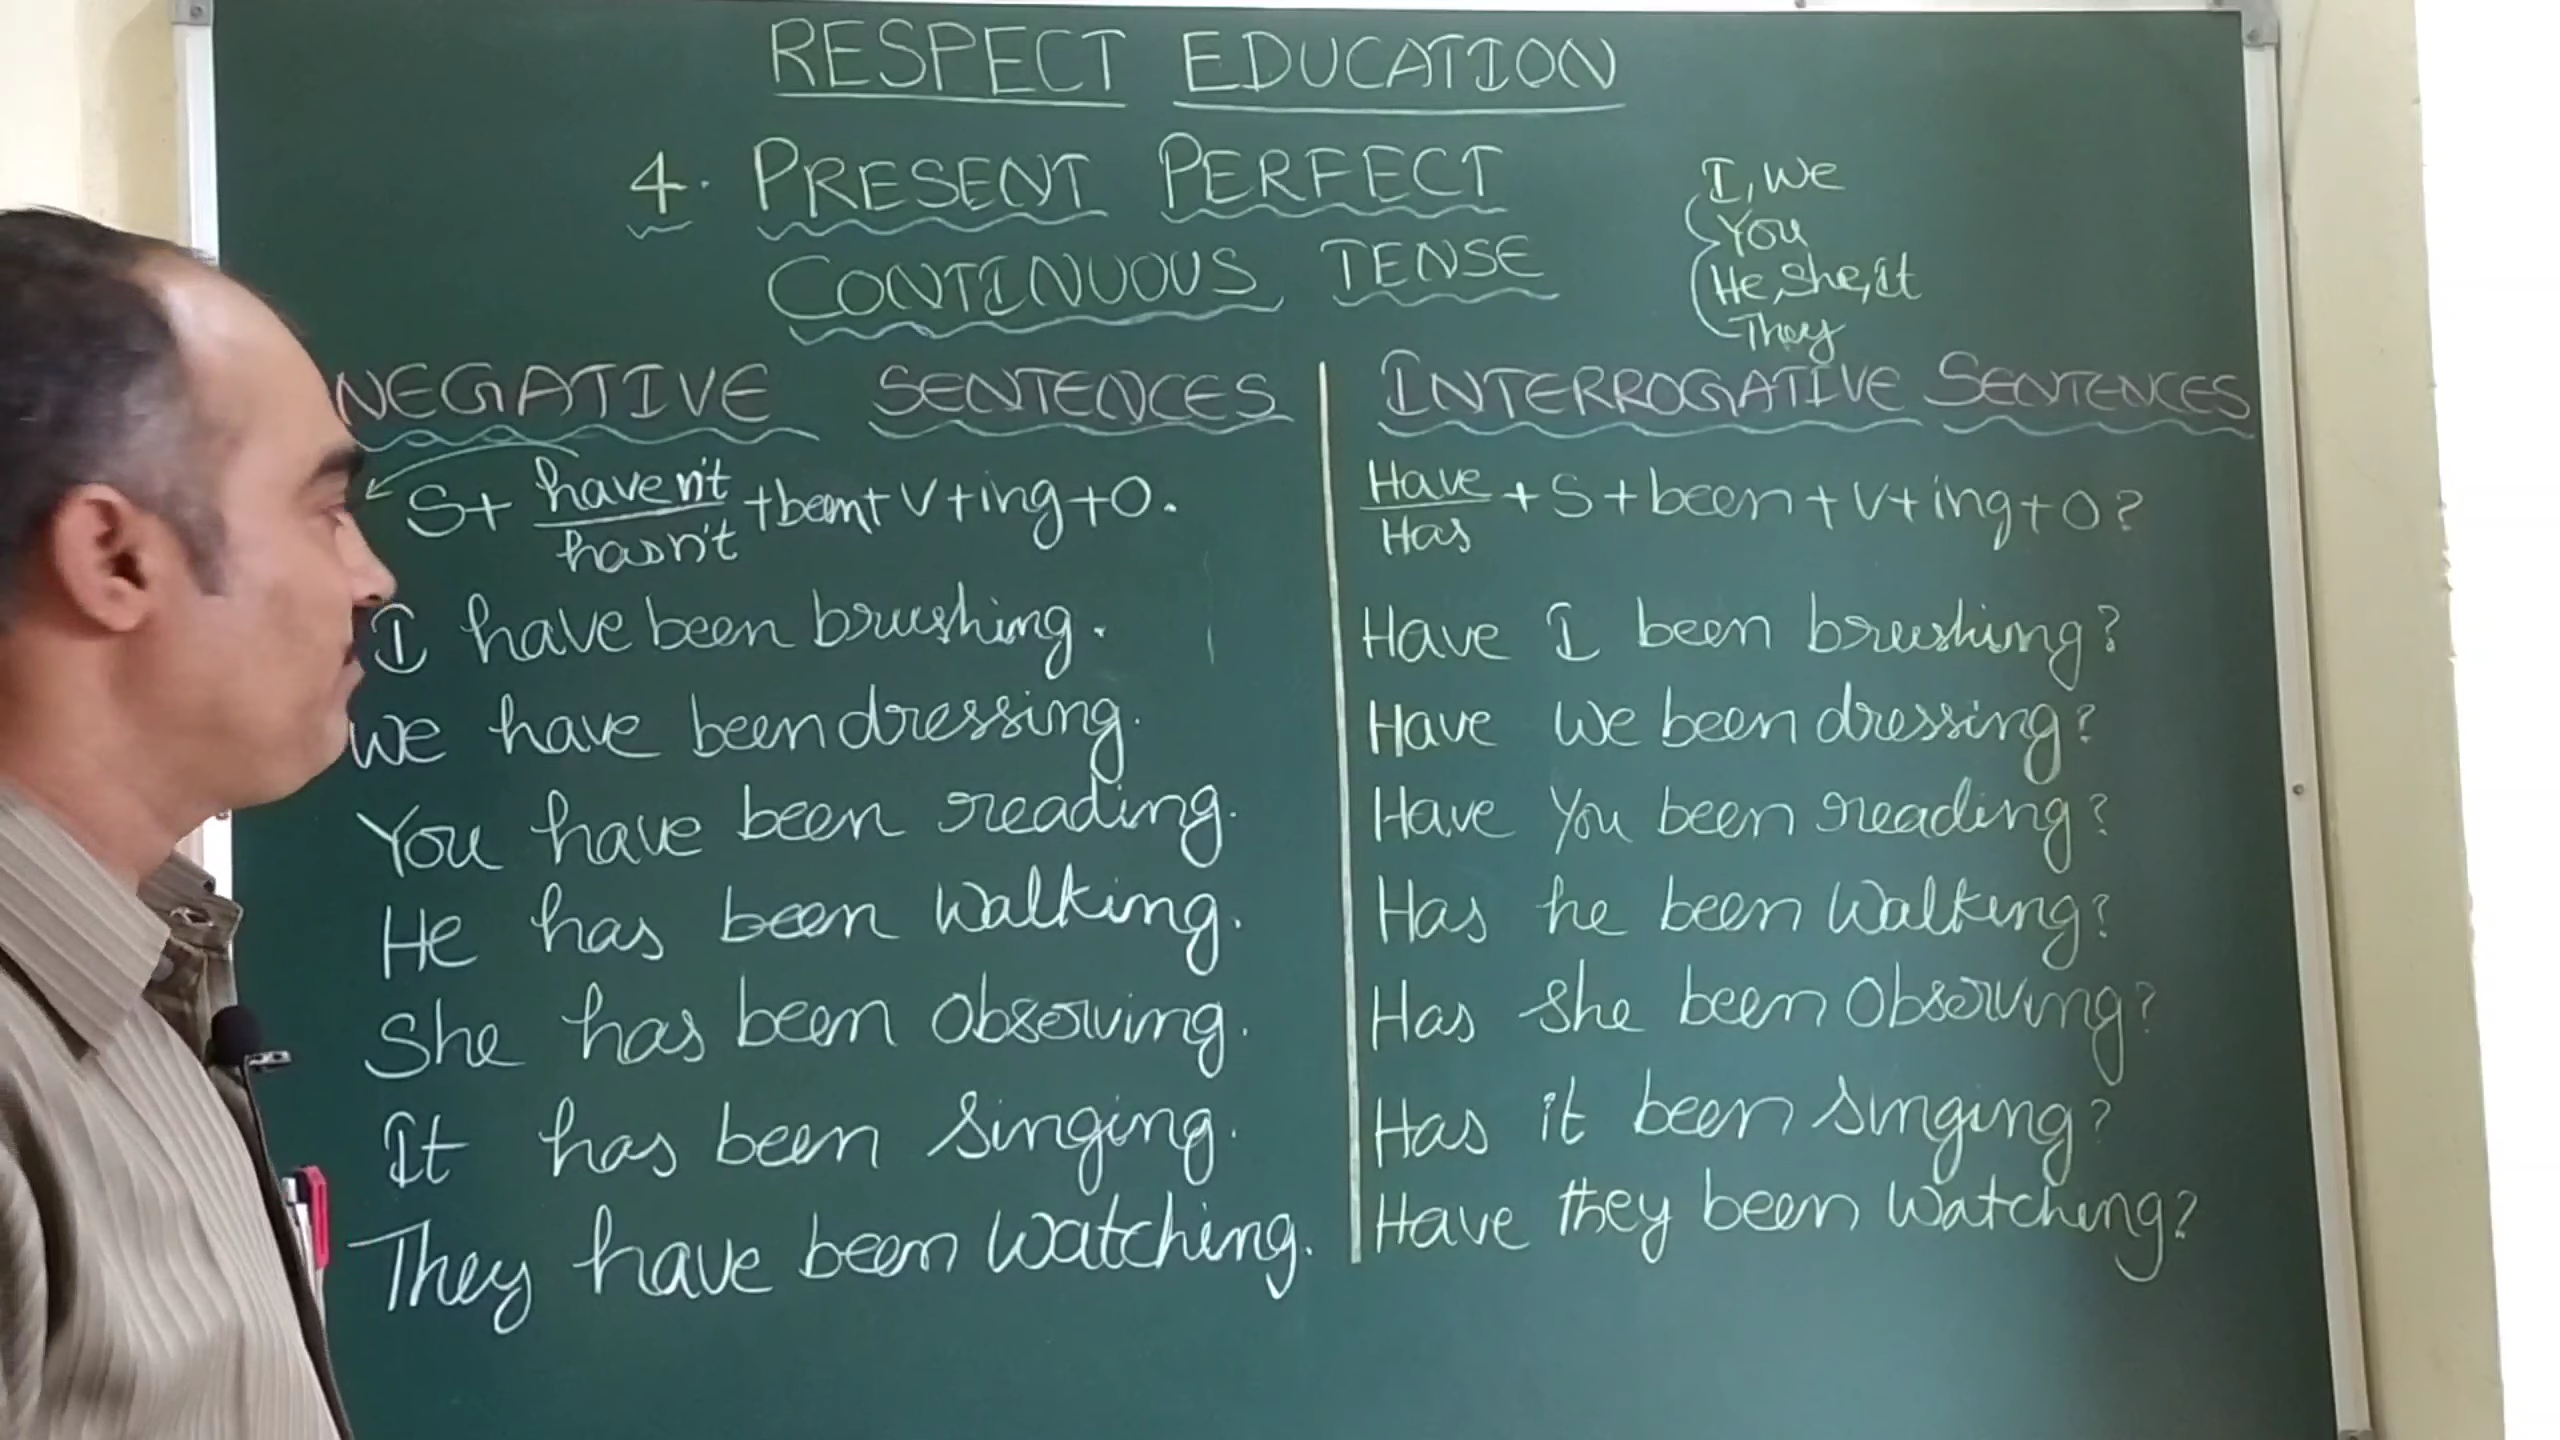 RESPECT EDUCATION
4. PRESENT PERFECT
CONTINUOUS TENSE
I, We
You
He, She, It
They
NEGATIVE SENTENCES
S+ haven't/hasn't +been+V+ing+O.
I have been brushing.
We have been dressing.
You have been reading.
He has been Walking.
She has been Observing.
It has been Singing.
They have been Watching.
INTERROGATIVE SENTENCES
Have/Has +S+been+V+ing+O?
Have I been brushing?
Have We been dressing?
Have You been reading?
Has he been Walking?
Has She been Observing?
Has it been Singing?
Have they been Watching?